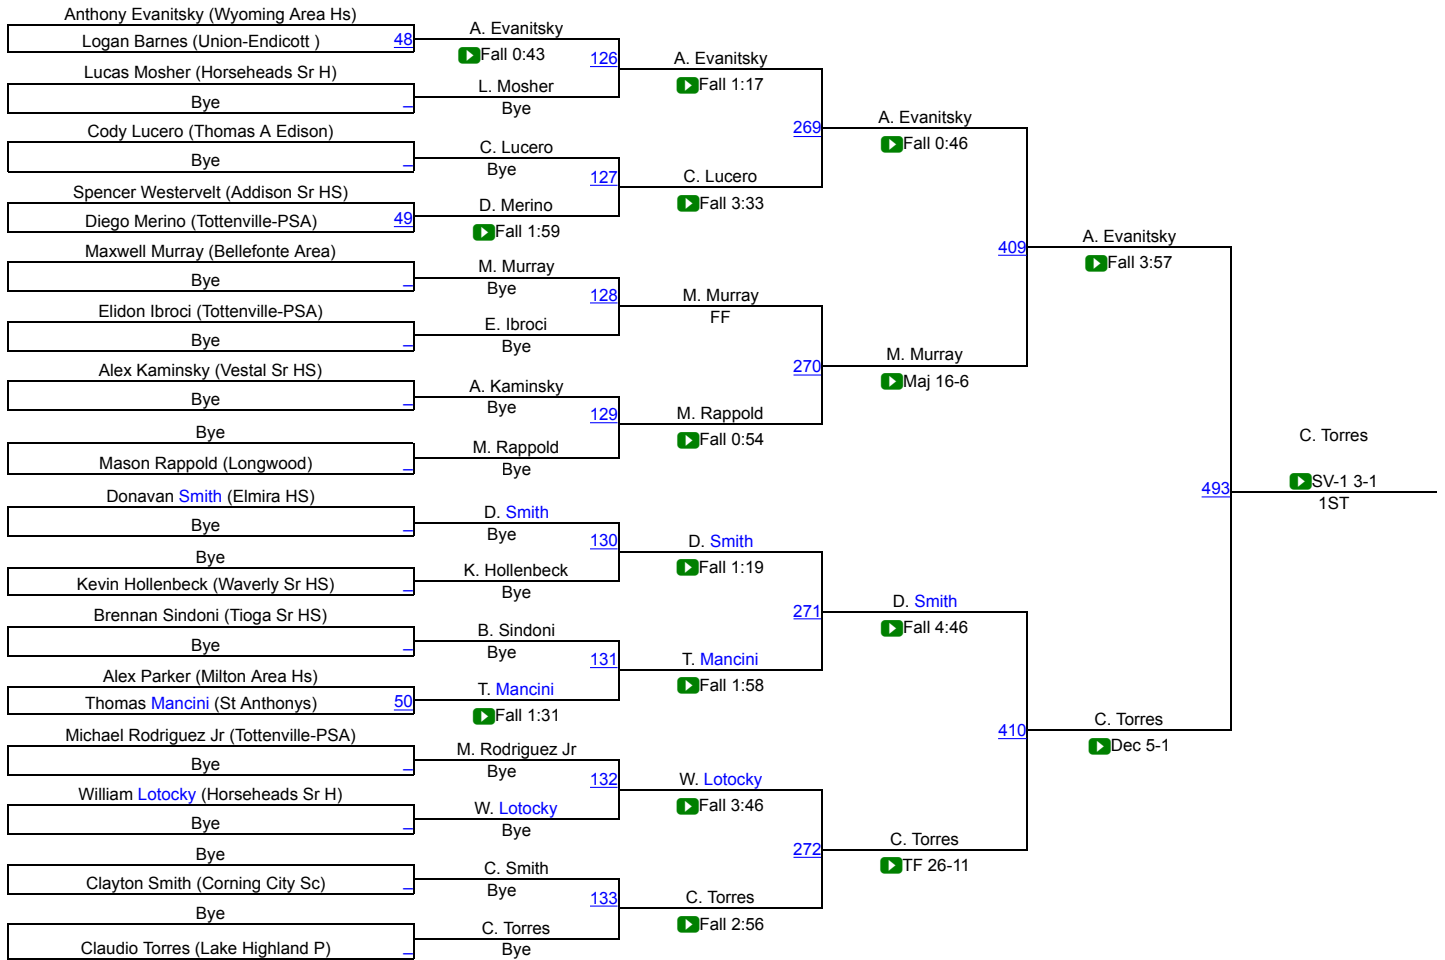 Anthony Evanitsky (Wyoming Area Hs)
Logan Barnes (Union-Endicott )
48
Lucas Mosher (Horseheads Sr H)
Bye
_
Cody Lucero (Thomas A Edison)
Bye
_
Spencer Westervelt (Addison Sr HS)
Diego Merino (Tottenville-PSA)
49
Maxwell Murray (Bellefonte Area)
Bye
_
Elidon Ibroci (Tottenville-PSA)
Bye
_
Alex Kaminsky (Vestal Sr HS)
Bye
_
Bye
Mason Rappold (Longwood)
_
Donavan Smith (Elmira HS)
Bye
_
Bye
Kevin Hollenbeck (Waverly Sr HS)
_
Brennan Sindoni (Tioga Sr HS)
Bye
_
Alex Parker (Milton Area Hs)
Thomas Mancini (St Anthonys)
50
Michael Rodriguez Jr (Tottenville-PSA)
Bye
_
William Lotocky (Horseheads Sr H)
Bye
_
Bye
Clayton Smith (Corning City Sc)
_
Bye
Claudio Torres (Lake Highland P)
_
A. Evanitsky
Fall 0:43
126
L. Mosher
Bye
C. Lucero
Bye
127
D. Merino
Fall 1:59
M. Murray
Bye
128
E. Ibroci
Bye
A. Kaminsky
Bye
129
M. Rappold
Bye
D. Smith
Bye
130
K. Hollenbeck
Bye
B. Sindoni
Bye
131
T. Mancini
Fall 1:31
M. Rodriguez Jr
Bye
132
W. Lotocky
Bye
C. Smith
Bye
133
C. Torres
Bye
A. Evanitsky
Fall 1:17
269
C. Lucero
Fall 3:33
M. Murray
FF
270
M. Rappold
Fall 0:54
D. Smith
Fall 1:19
271
T. Mancini
Fall 1:58
W. Lotocky
Fall 3:46
272
C. Torres
Fall 2:56
A. Evanitsky
Fall 0:46
409
M. Murray
Maj 16-6
D. Smith
Fall 4:46
410
C. Torres
TF 26-11
A. Evanitsky
Fall 3:57
493
C. Torres
Dec 5-1
C. Torres
SV-1 3-1
1ST